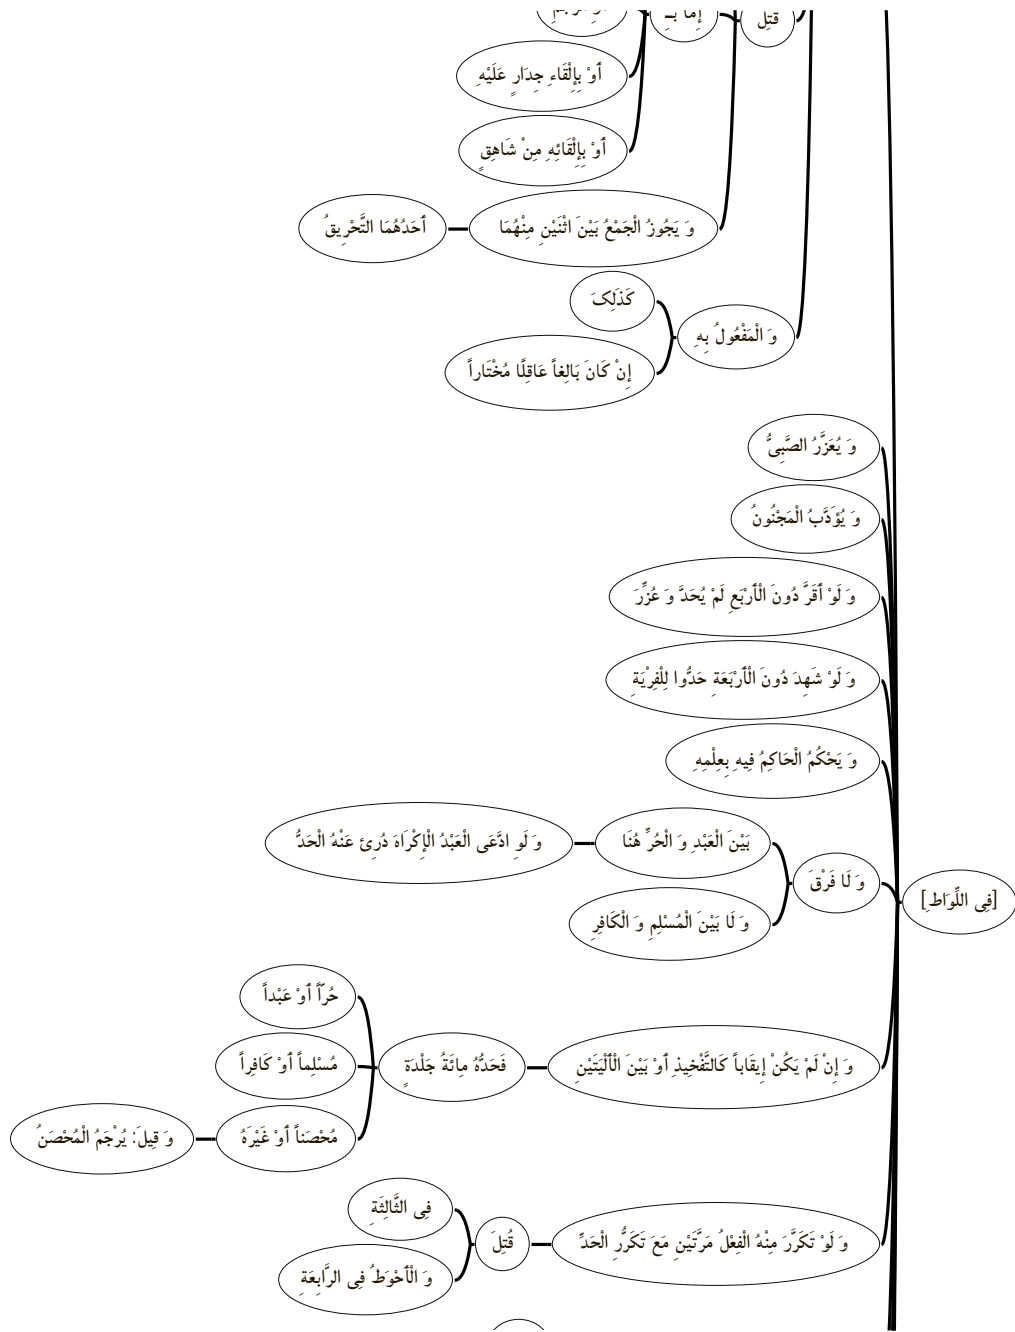 قُتِلَ
إِمَّا بـِ
أَوْ بِإِلْقَاءِ جِدَارٍ عَلَيْهِ
أَوْ بِإِلْقَائِهِ مِنْ شَاهِقٍ
وَ يَجُوزُ الْجَمْعُ بَيْنَ اثْنَيْنِ مِنْهُمَا
أَحَدُهُمَا التَّحْرِيقُ
وَ الْمَفْعُولُ بِهِ
كَذَلِکَ
إِنْ كَانَ بَالِغاً عَاقِلًا مُخْتَاراً
[فِی اللِّوَاطِ]
وَ يُعَزَّرُ الصَّبِیُّ
وَ يُؤَدَّبُ الْمَجْنُونُ
وَ لَوْ أَقَرَّ دُونَ الْأَرْبَعِ لَمْ يُحَدَّ وَ عُزِّرَ
وَ لَوْ شَهِدَ دُونَ الْأَرْبَعَةِ حَدُّوا لِلْفِرْيَةِ
وَ يَحْكُمُ الْحَاكِمُ فِيهِ بِعِلْمِهِ
وَ لَا فَرْقَ
بَيْنَ الْعَبْدِ وَ الْحُرِّ هُنَا
وَ لَوِ ادَّعَى الْعَبْدُ الْإِكْرَاهَ دُرِئَ عَنْهُ الْحَدُّ
وَ لَا بَيْنَ الْمُسْلِمِ وَ الْكَافِرِ
وَ إِنْ لَمْ يَكُنْ إِيقَاباً كَالتَّفْخِيذِ أَوْ بَيْنَ الْأَلْيَتَيْنِ
فَحَدُّهُ مِائَةُ جَلْدَةٍ
حُرّاً أَوْ عَبْداً
مُسْلِماً أَوْ كَافِراً
مُحْصَناً أَوْ غَيْرَهُ
وَ قِيلَ: يُرْجَمُ الْمُحْصَنُ
وَ لَوْ تَكَرَّرَ مِنْهُ الْفِعْلُ مَرَّتَيْنِ مَعَ تَكَرُّرِ الْحَدِّ
قُتِلَ
فِی الثَّالِثَةِ
وَ الْأَحْوَطُ فِی الرَّابِعَةِ